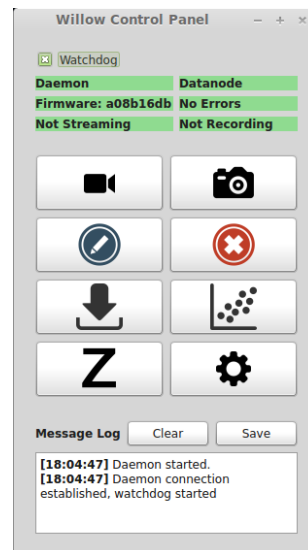 Willow Control Panel
Watchdog
Daemon Datanode
Firmware: a08b16db No Errors
Not Streaming Not Recording
Z
Message Log Clear Save
[18:04:47] Daemon started.
[18:04:47] Daemon connection
established, watchdog started